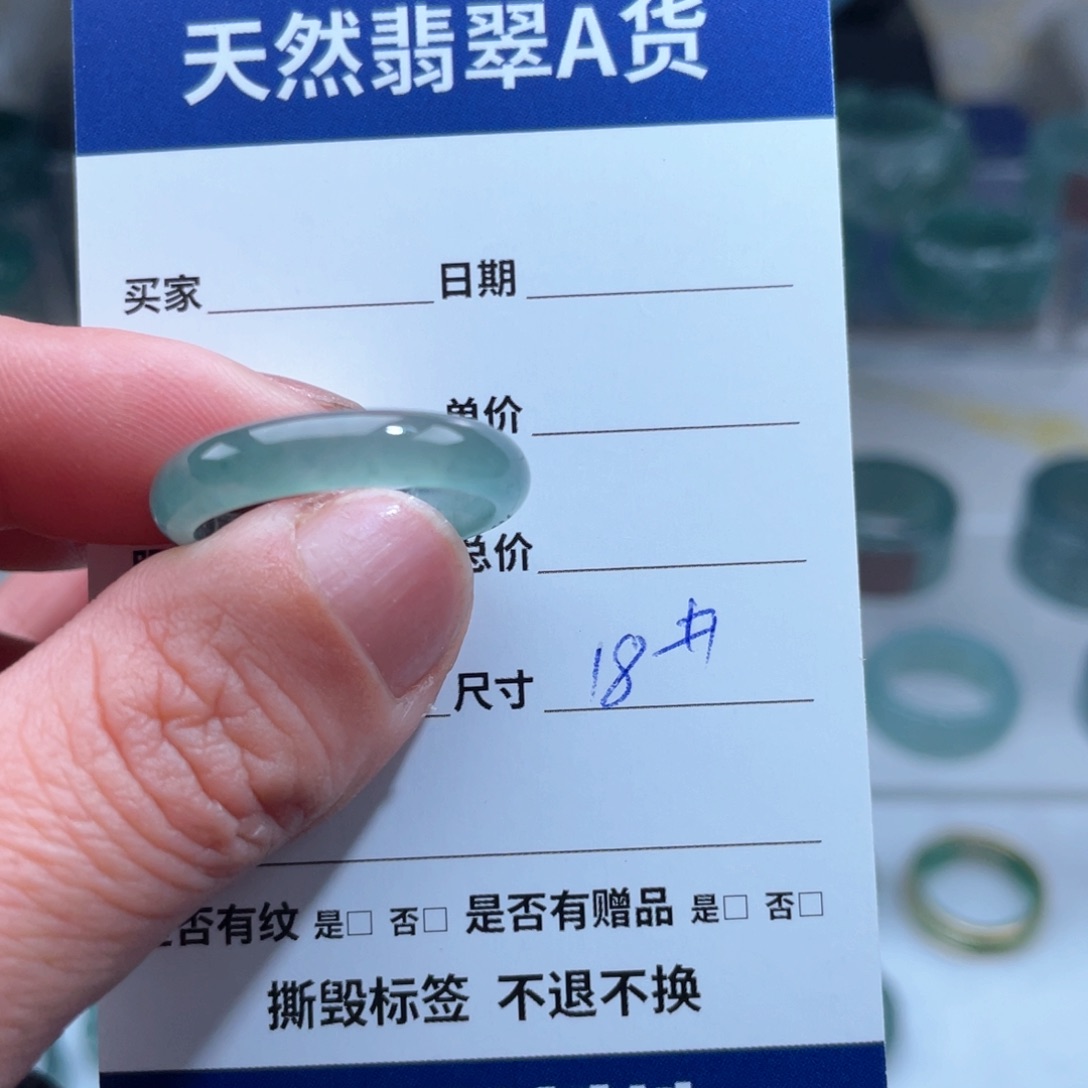 天然翡翠A货
买家 日期
单价
总价
尺寸 18#
否有纹 是□ 否□ 是否有赠品 是□ 否□
撕毁标签 不退不换